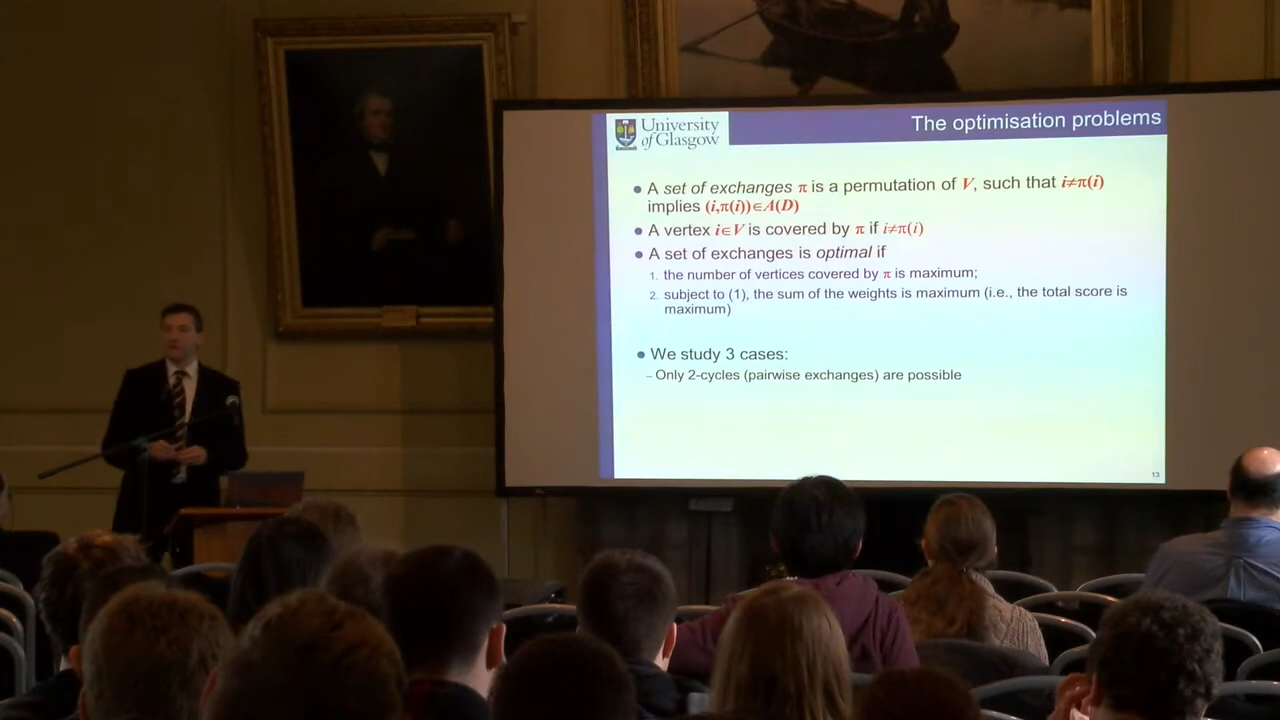 University
of Glasgow
The optimisation problems
● A set of exchanges π is a permutation of V, such that i≠π(i)
implies (i,π(i))∈A(D)
● A vertex i∈V is covered by π if i≠π(i)
● A set of exchanges is optimal if
1. the number of vertices covered by π is maximum;
2. subject to (1), the sum of the weights is maximum (i.e., the total score is
maximum)
● We study 3 cases:
– Only 2-cycles (pairwise exchanges) are possible
13